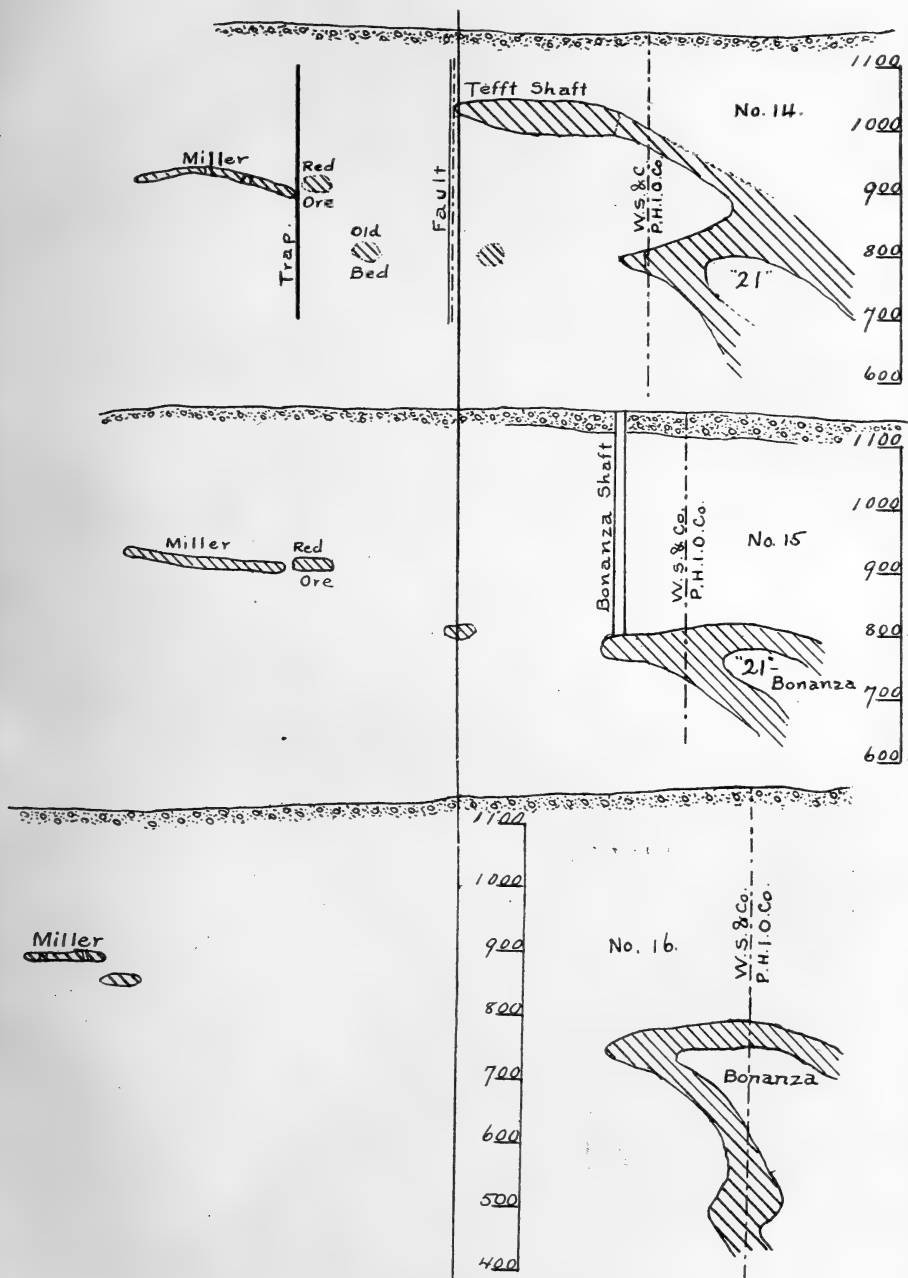 Tefft Shaft
No. 14.
Miller
Red
Ore
Old
Bed
Trap.
Fault
W.S.&C.
P.H.I.O.Co.
"21"
1100
1000
900
800
700
600
Miller
Red
Ore
Bonanza Shaft
W.S.&Co.
P.H.I.O.Co.
No. 15
"21"-
Bonanza
1100
1000
900
800
700
600
Miller
No. 16.
W.S.&Co.
P.H.I.O.Co.
Bonanza
1100
1000
900
800
700
600
500
400